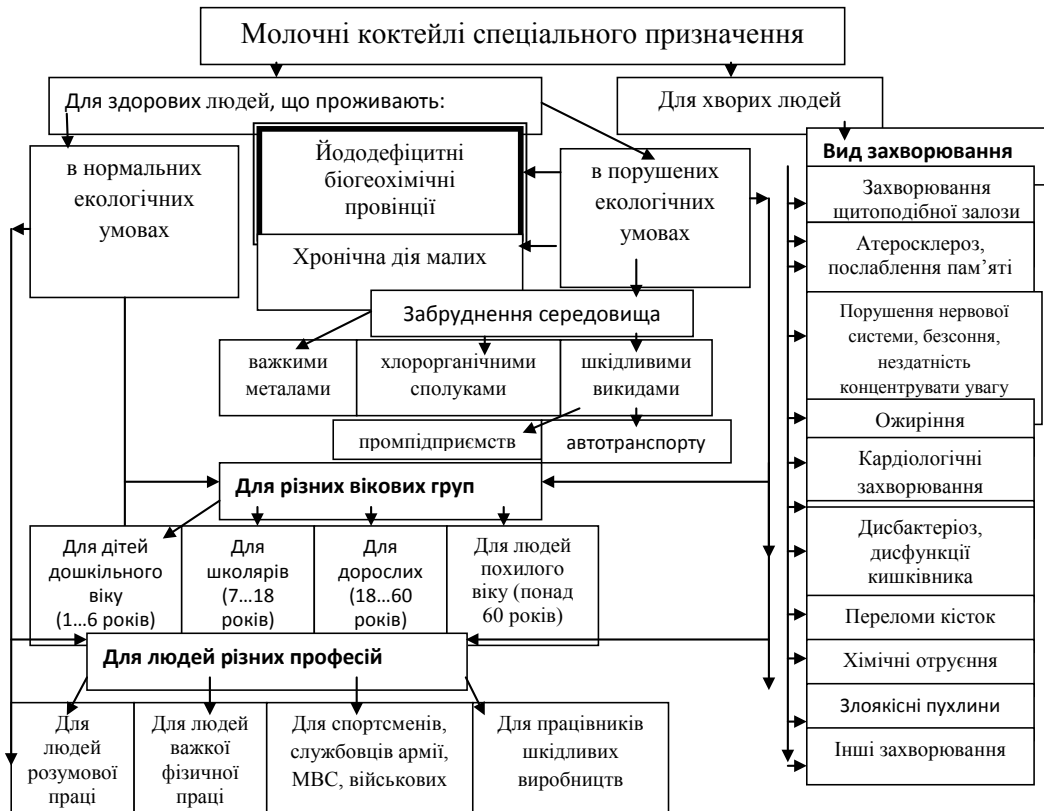 Молочні коктейлі спеціального призначення
Для здорових людей, що проживають:
Для хворих людей
в нормальних
екологічних
умовах
Йододефіцитні
біогеохімічні
провінції
Хронічна дія малих
в порушених
екологічних
умовах
Забруднення середовища
важкими
металами
хлорорганічними
сполуками
шкідливими
викидами
промпідприємств
автотранспорту
Для різних вікових груп
Для дітей
дошкільного
віку
(1...6 років)
Для
школярів
(7...18
років)
Для
дорослих
(18...60
років)
Для людей
похилого
віку (понад
60 років)
Для людей різних професій
Для
людей
розумової
праці
Для людей
важкої
фізичної
праці
Для спортсменів,
службовців армії,
МВС, військових
Для працівників
шкідливих
виробництв
Вид захворювання
Захворювання
щитоподібної залози
Атеросклероз,
послаблення пам’яті
Порушення нервової
системи, безсоння,
нездатність
концентрувати увагу
Ожиріння
Кардіологічні
захворювання
Дисбактеріоз,
дисфункції
кишківника
Переломи кісток
Хімічні отруєння
Злоякісні пухлини
Інші захворювання